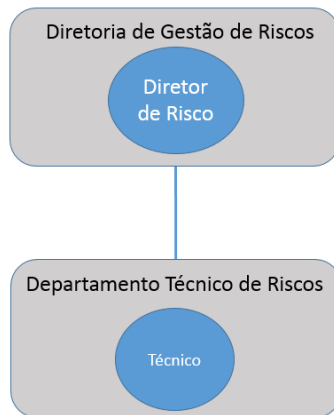 Diretoria de Gestão de Riscos
Diretor
de Risco
Departamento Técnico de Riscos
Técnico